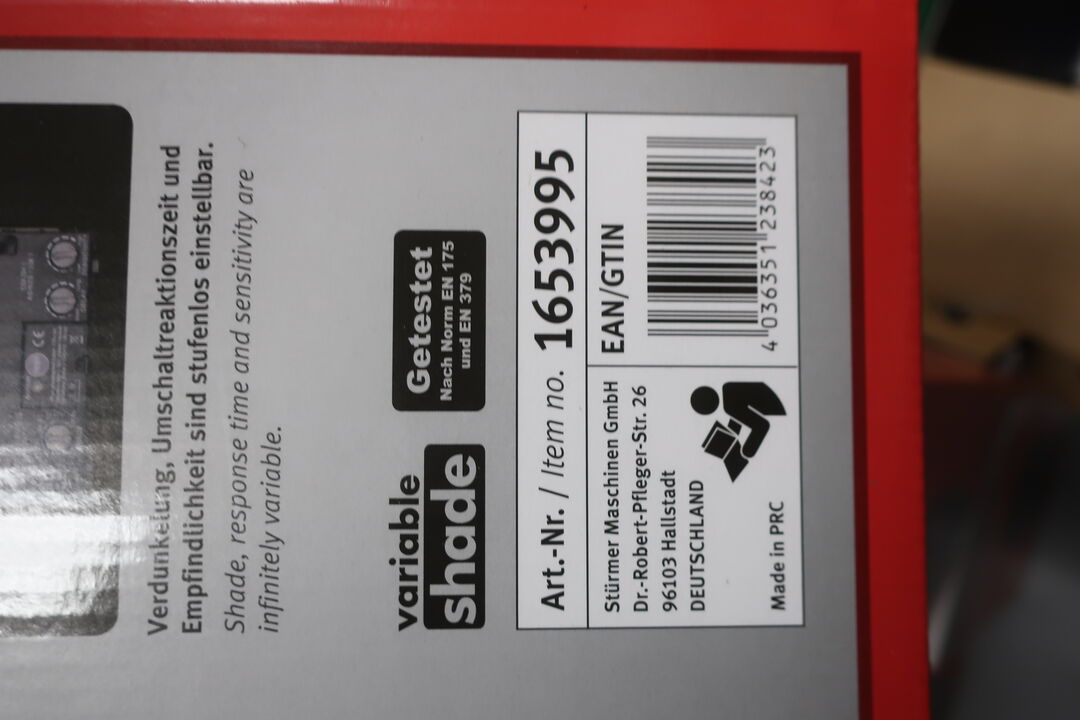 Verdunkelung, Umschaltreaktionszeit und
Empfindlichkeit sind stufenlos einstellbar.
Shade, response time and sensitivity are
infinitely variable.
variable
shade
Getestet
Nach Norm EN 175
und EN 379
Art.-Nr. / Item no. 1653995
Stürmer Maschinen GmbH
Dr.-Robert-Pfleger-Str. 26
96103 Hallstadt
DEUTSCHLAND
Made in PRC
EAN/GTIN
4 036351 238423
CE